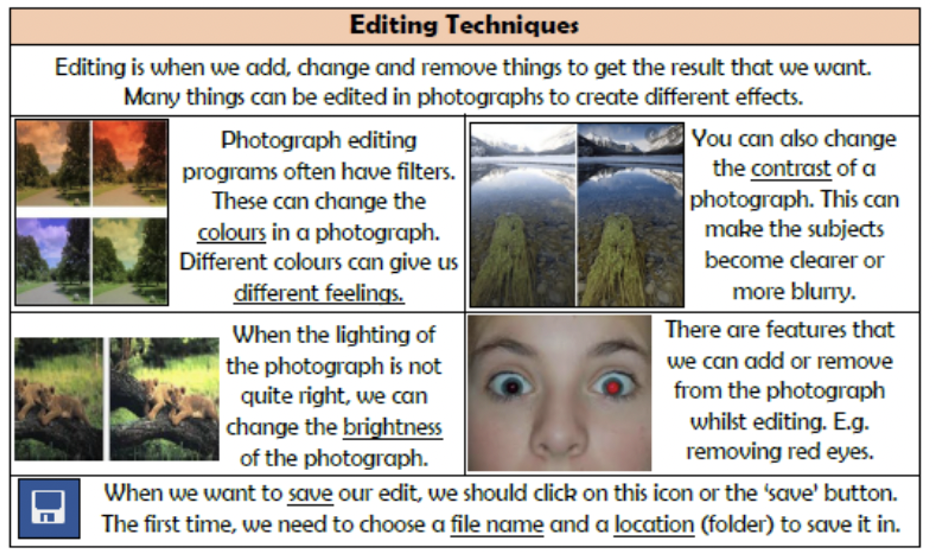 Editing Techniques
Editing is when we add, change and remove things to get the result that we want.
Many things can be edited in photographs to create different effects.
Photograph editing
programs often have filters.
These can change the
colours in a photograph.
Different colours can give us
different feelings.
You can also change
the contrast of a
photograph. This can
make the subjects
become clearer or
more blurry.
When the lighting of
the photograph is not
quite right, we can
change the brightness
of the photograph.
There are features that
we can add or remove
from the photograph
whilst editing. E.g.
removing red eyes.
When we want to save our edit, we should click on this icon or the ‘save’ button.
The first time, we need to choose a file name and a location (folder) to save it in.